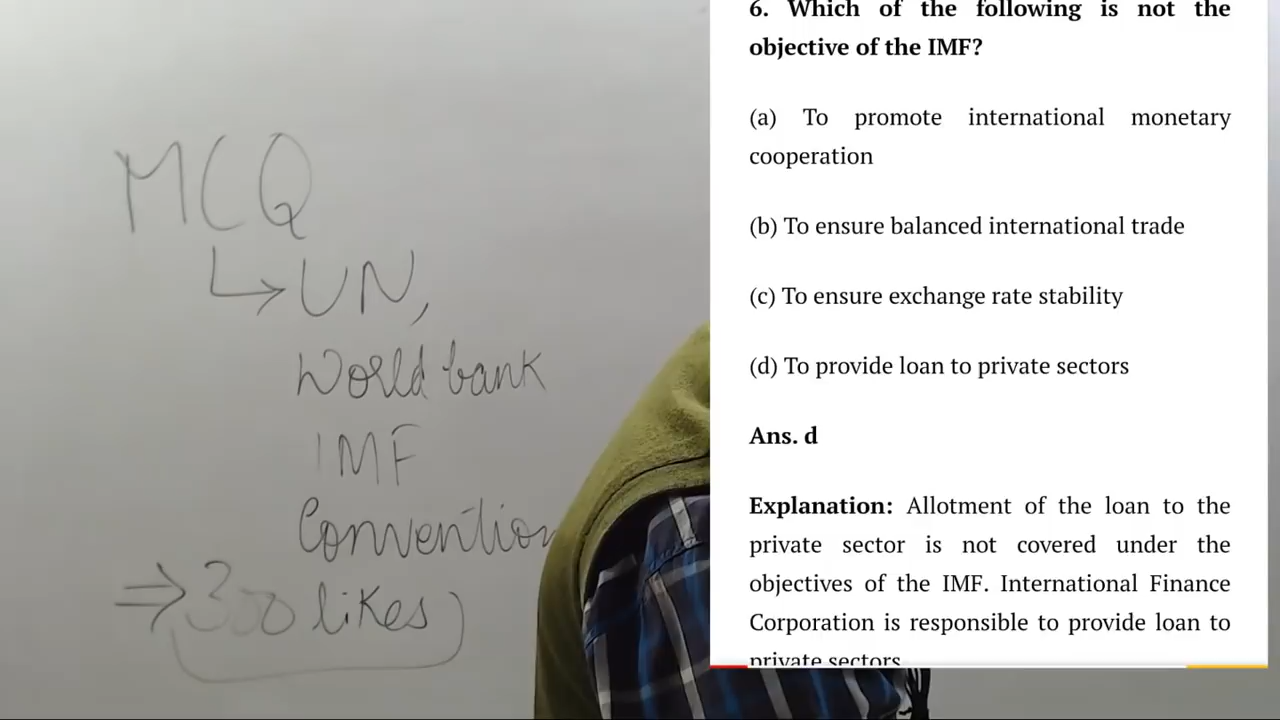 MCQ
UN,
World bank
IMF
Convention
300 likes
6. Which of the following is not the
objective of the IMF?
(a) To promote international monetary
cooperation
(b) To ensure balanced international trade
(c) To ensure exchange rate stability
(d) To provide loan to private sectors
Ans. d
Explanation: Allotment of the loan to the
private sector is not covered under the
objectives of the IMF. International Finance
Corporation is responsible to provide loan to
private sectors